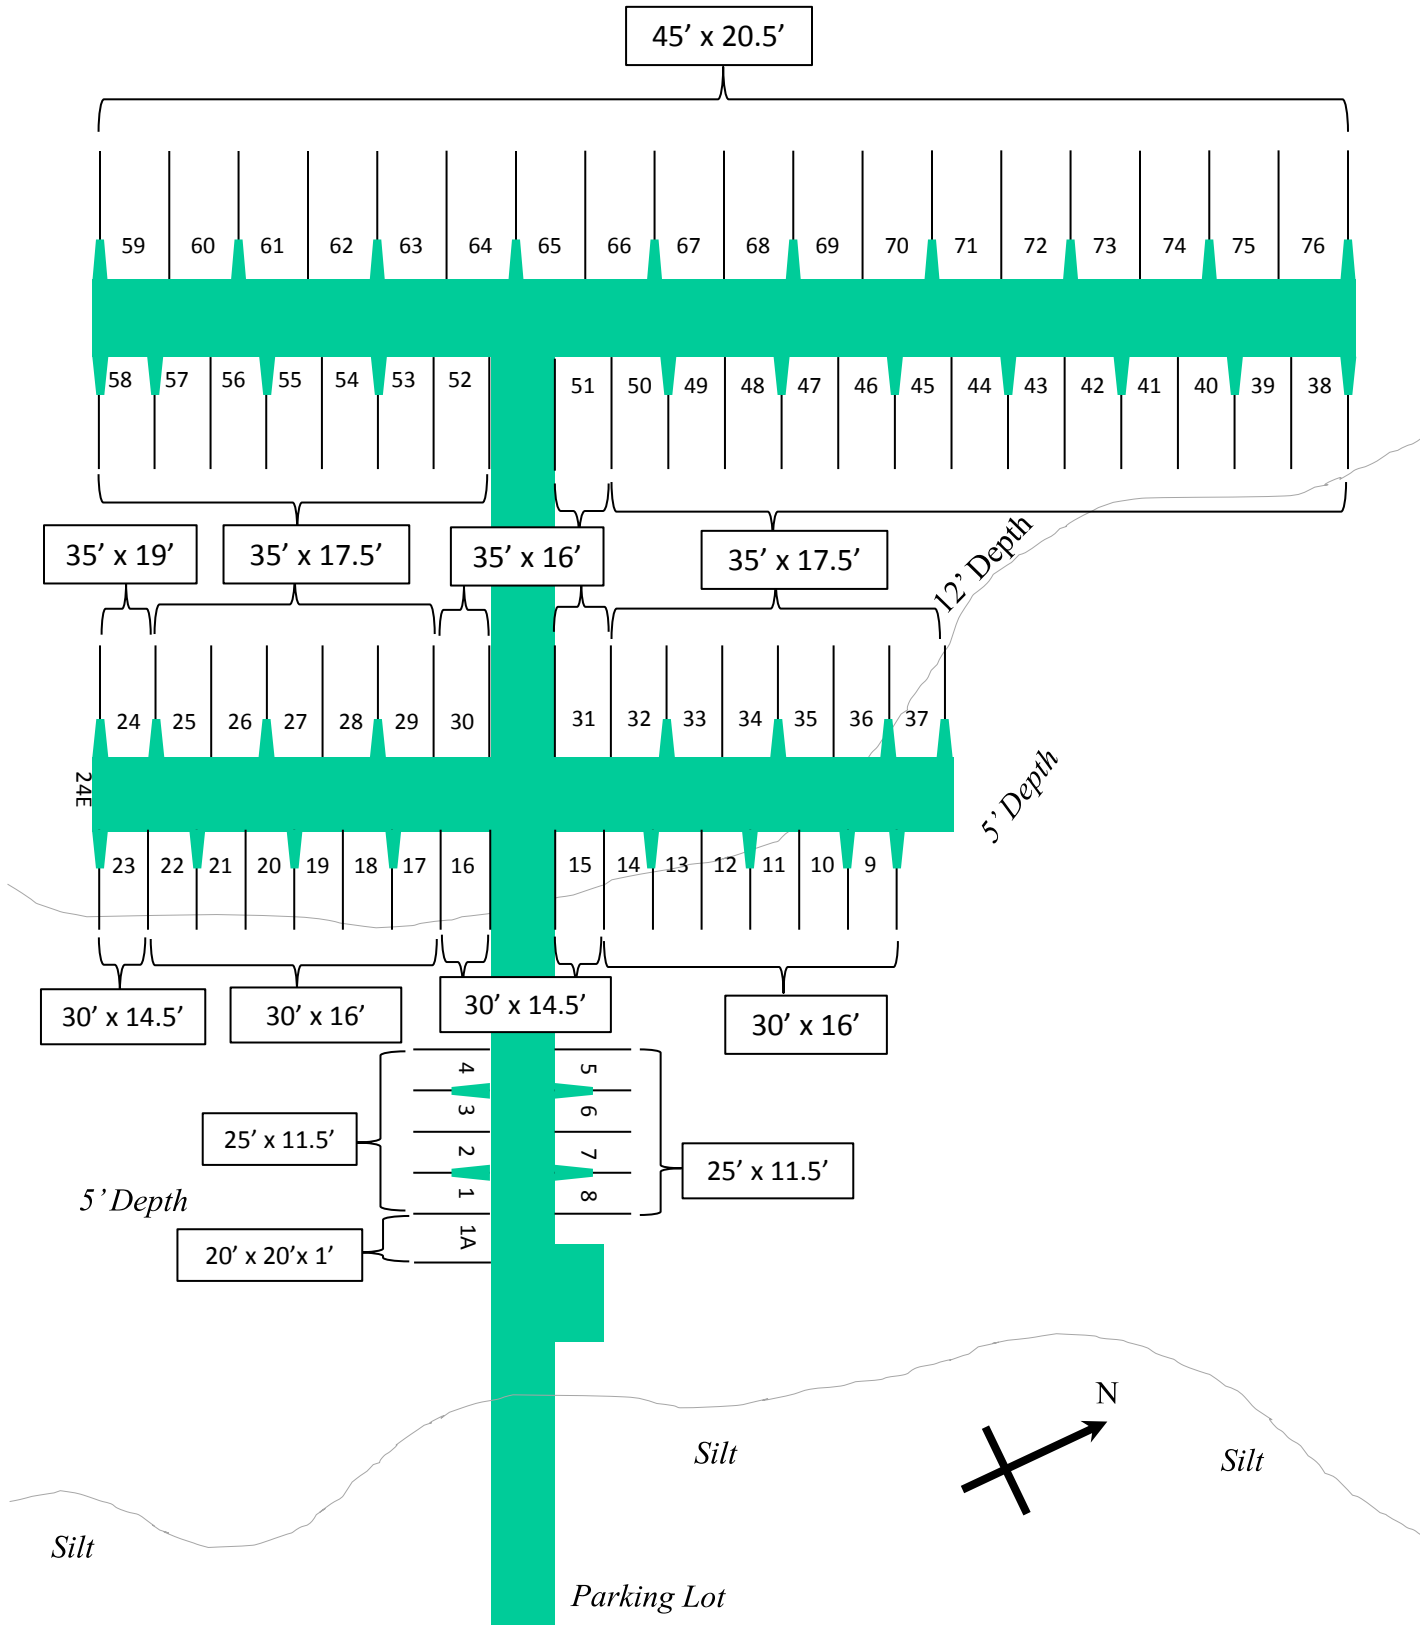 45’ x 20.5’
59 60 61 62 63 64 65 66 67 68 69 70 71 72 73 74 75 76
58 57 56 55 54 53 52 51 50 49 48 47 46 45 44 43 42 41 40 39 38
35’ x 19’
35’ x 17.5’
35’ x 16’
35’ x 17.5’
12’ Depth
24 25 26 27 28 29 30 31 32 33 34 35 36 37
24E
5’ Depth
23 22 21 20 19 18 17 16 15 14 13 12 11 10 9
30’ x 14.5’
30’ x 16’
30’ x 14.5’
30’ x 16’
4 5
3 6
25’ x 11.5’
2 7
25’ x 11.5’
1 8
5’ Depth
1A
20’ x 20’x 1’
N
Silt
Silt
Silt
Parking Lot